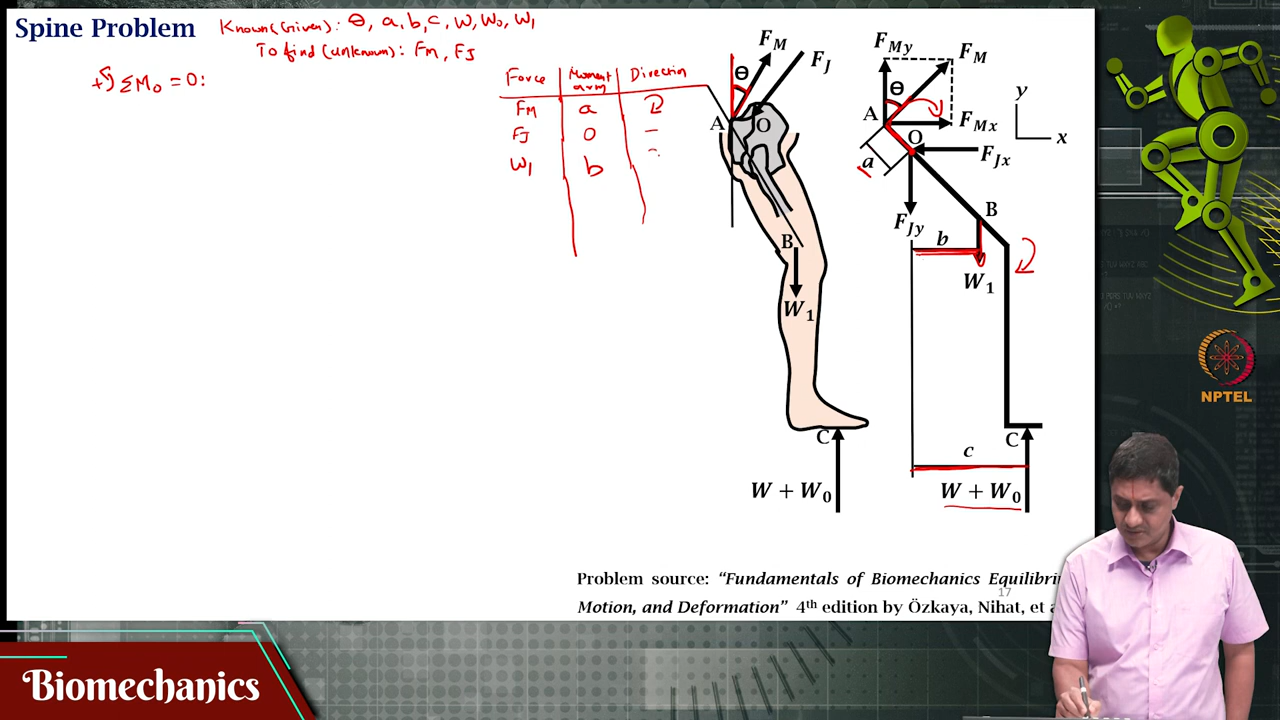 Spine Problem
Known (Given): θ, a, b, c, W, W0, W1
To find (unknown): FM, FJ
+↺ ΣM0 = 0:
Force Moment arm Direction
FM a ↻
FJ 0 –
W1 b
θ
FM
FJ
A
O
B
W1
C
W + W0
FMy
FM
θ
A
FMx
y
x
O
a
FJx
FJy
B
b
W1
C
c
W + W0
NPTEL
Problem source: "Fundamentals of Biomechanics Equilibri
17
Motion, and Deformation" 4th edition by Özkaya, Nihat, et a
Biomechanics